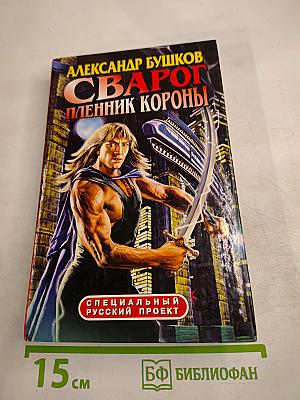 АЛЕКСАНДР БУШКОВ
СВАРОГ
ПЛЕННИК КОРОНЫ
СПЕЦИАЛЬНЫЙ
РУССКИЙ ПРОЕКТ
15 см
БФ БИБЛИОФАН